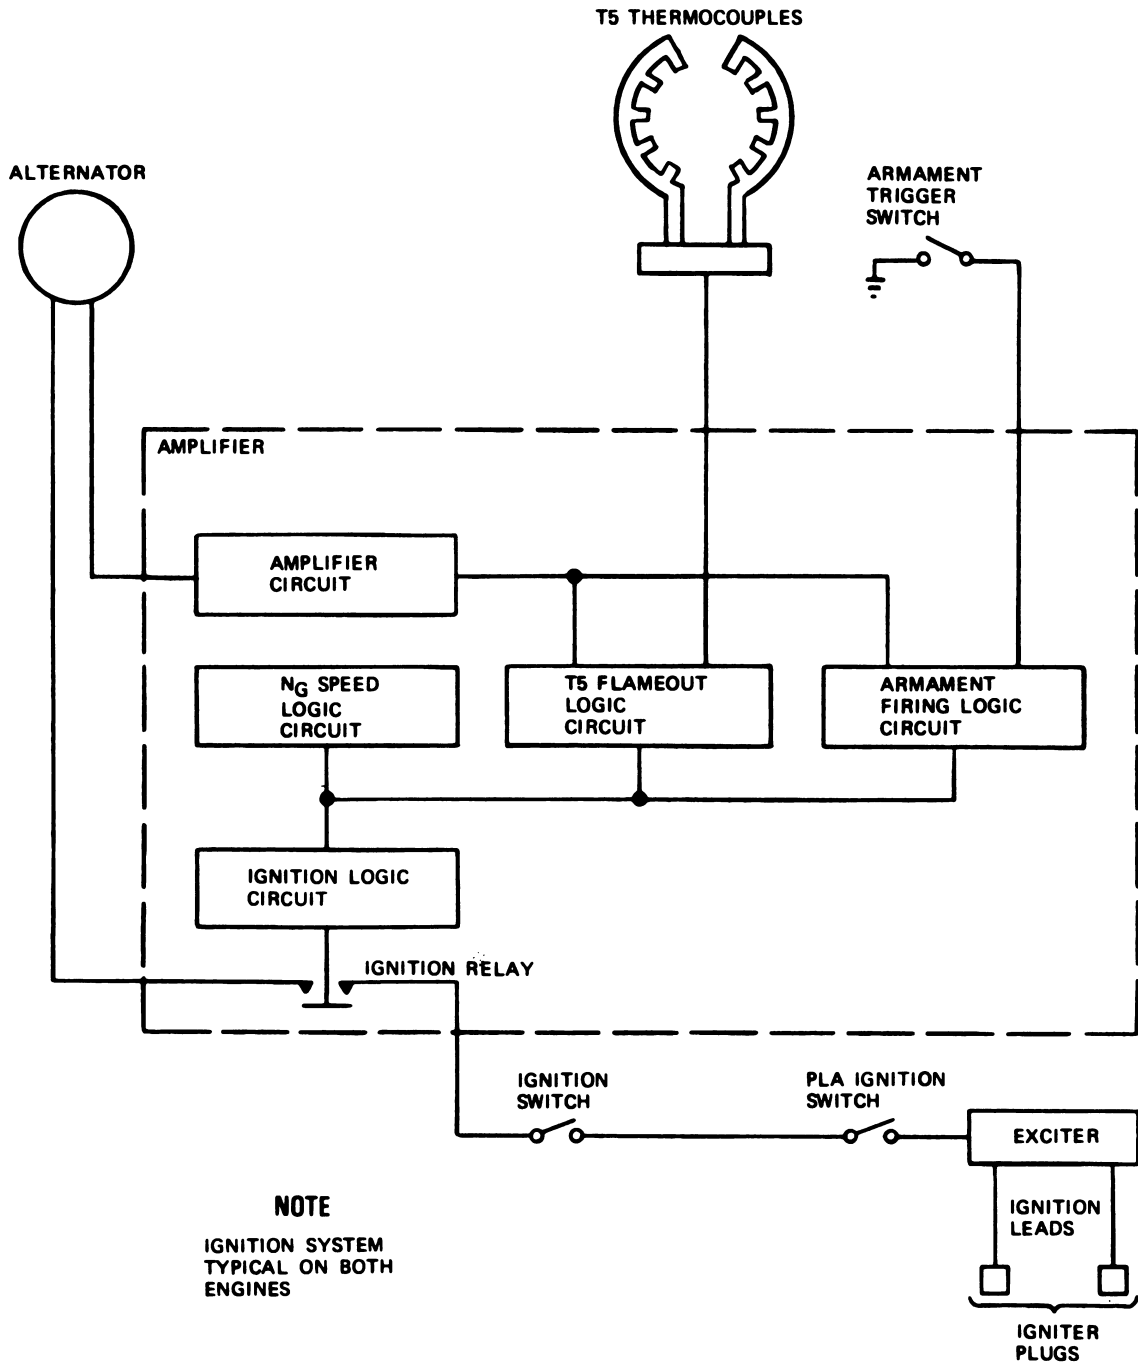 T5 THERMOCOUPLES
ALTERNATOR
ARMAMENT
TRIGGER
SWITCH
AMPLIFIER
AMPLIFIER
CIRCUIT
NG SPEED
LOGIC
CIRCUIT
T5 FLAMEOUT
LOGIC
CIRCUIT
ARMAMENT
FIRING LOGIC
CIRCUIT
IGNITION LOGIC
CIRCUIT
IGNITION RELAY
IGNITION
SWITCH
PLA IGNITION
SWITCH
EXCITER
IGNITION
LEADS
NOTE
IGNITION SYSTEM
TYPICAL ON BOTH
ENGINES
IGNITER
PLUGS